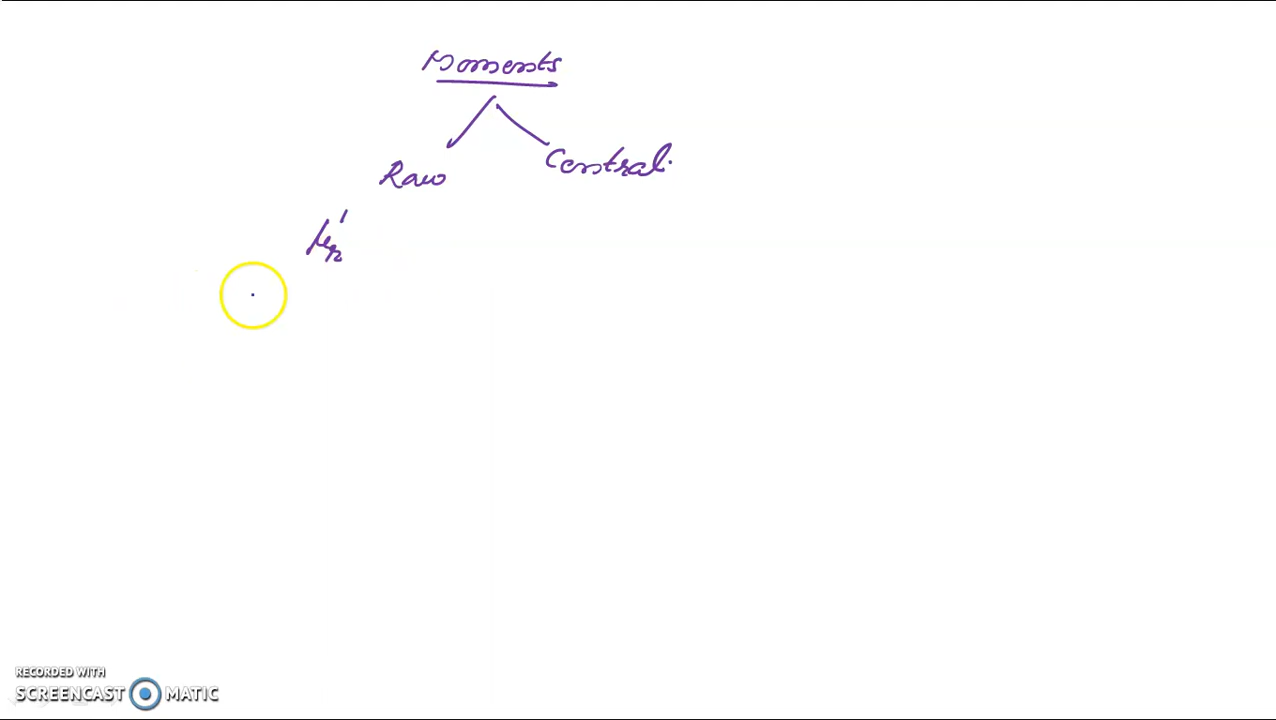 Moments
Raw Central.
μ'r
RECORDED WITH
SCREENCAST MATIC